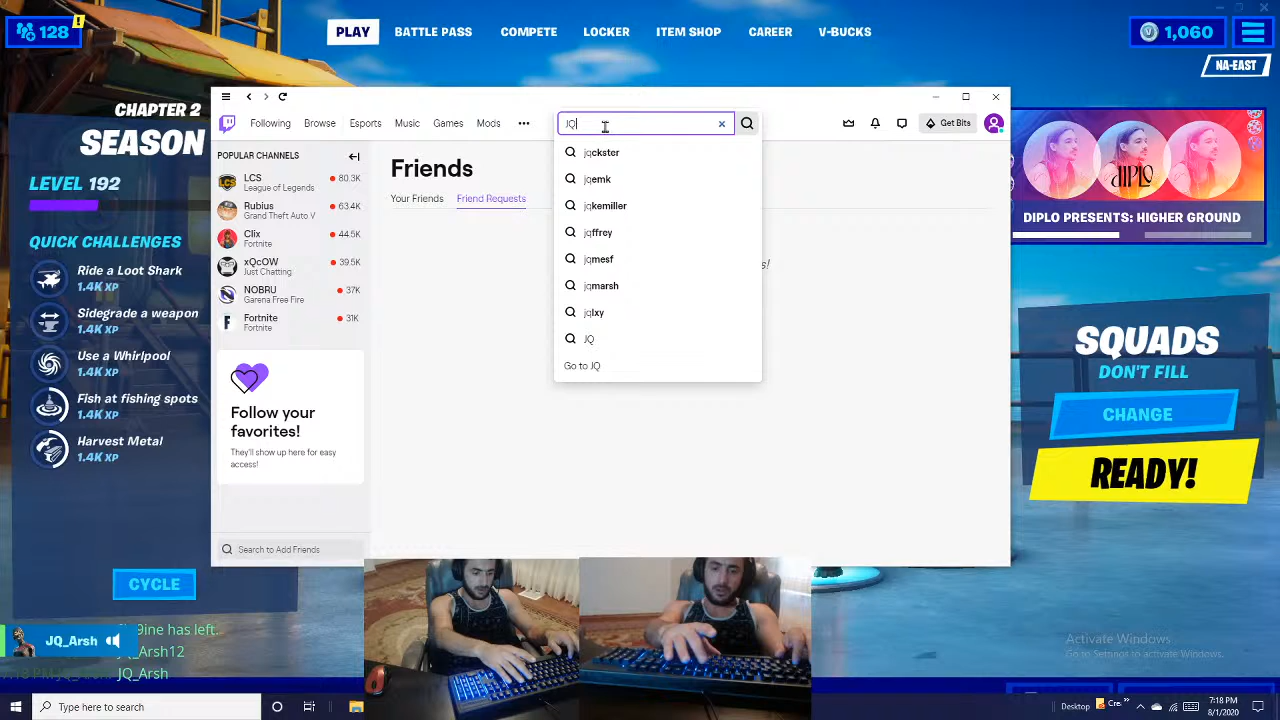 128
!
PLAY
BATTLE PASS
COMPETE
LOCKER
ITEM SHOP
CAREER
V-BUCKS
1,060
NA-EAST
CHAPTER 2
SEASON
LEVEL 192
QUICK CHALLENGES
Ride a Loot Shark
1.4K XP
Sidegrade a weapon
1.4K XP
Use a Whirlpool
1.4K XP
Fish at fishing spots
1.4K XP
Harvest Metal
1.4K XP
CYCLE
Following
Browse
Esports
Music
Games
Mods
JQ
Get Bits
POPULAR CHANNELS
LCS
League of Legends
80.3K
Rubius
Grand Theft Auto V
63.4K
Clix
Fortnite
44.5K
xQcOW
Just Chatting
39.5K
NOBRU
Garena Free Fire
37K
Fortnite
Fortnite
31K
Follow your
favorites!
They'll show up here for easy
access!
Search to Add Friends
Friends
Your Friends
Friend Requests
s!
jqckster
jqemk
jqkemiller
jqffrey
jqmesf
jqmarsh
jqlxy
JQ
Go to JQ
DIPLO
DIPLO PRESENTS: HIGHER GROUND
SQUADS
DON'T FILL
CHANGE
READY!
9ine has left.
JQ_Arsh
JQ_Arsh12
JQ_Arsh
Activate Windows
Go to Settings to activate Windows.
Type here to search
Desktop
Cre
7:18 PM
8/1/2020